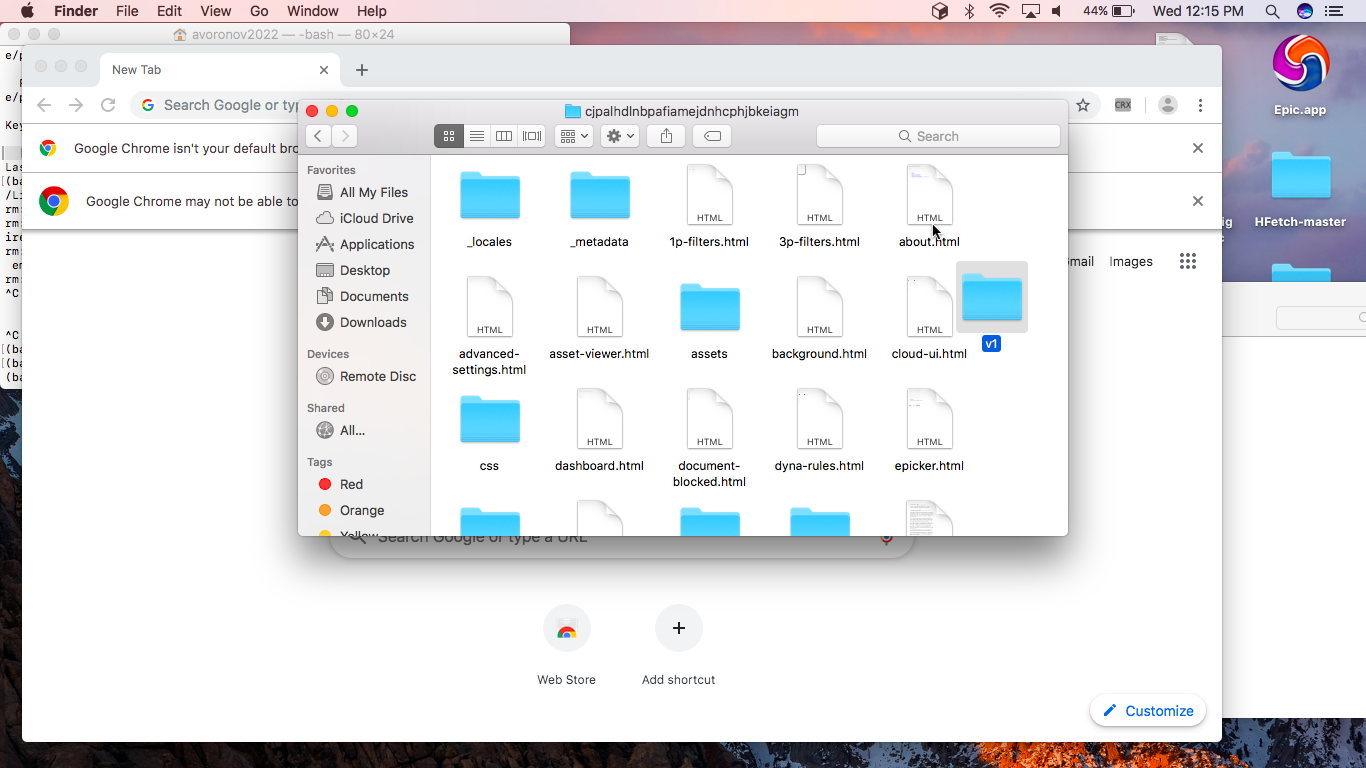 Finder File Edit View Go Window Help 44% Wed 12:15 PM
avoronov2022 — -bash — 80×24
New Tab
Search Google or ty
CRX
cjpalhdlnbpafiamejdnhcphjbkeiagm
Search
Google Chrome isn't your default bro
Google Chrome may not be able to
Gmail Images
Favorites
All My Files
iCloud Drive
Applications
Desktop
Documents
Downloads
Devices
Remote Disc
Shared
All...
Tags
Red
Orange
Yellow
HTML HTML HTML
_locales _metadata 1p-filters.html 3p-filters.html about.html
HTML HTML HTML HTML
advanced-settings.html asset-viewer.html assets background.html cloud-ui.html
v1
HTML HTML HTML HTML
css dashboard.html document-blocked.html dyna-rules.html epicker.html
Search Google or type a URL
Web Store Add shortcut
Customize
Epic.app
HFetch-master
e/p
e/p
Key
Las
[(ba
/Li
rm:
rm:
ire
en
rm:
^C
^C
[(ba
[(ba
(ba